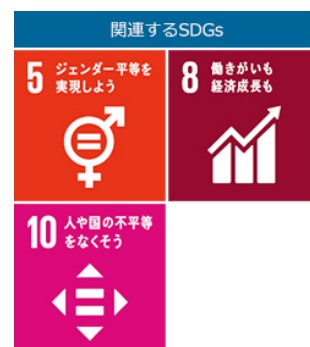 関連するSDGs
5 ジェンダー平等を
実現しよう
8 働きがいも
経済成長も
10 人や国の不平等
をなくそう